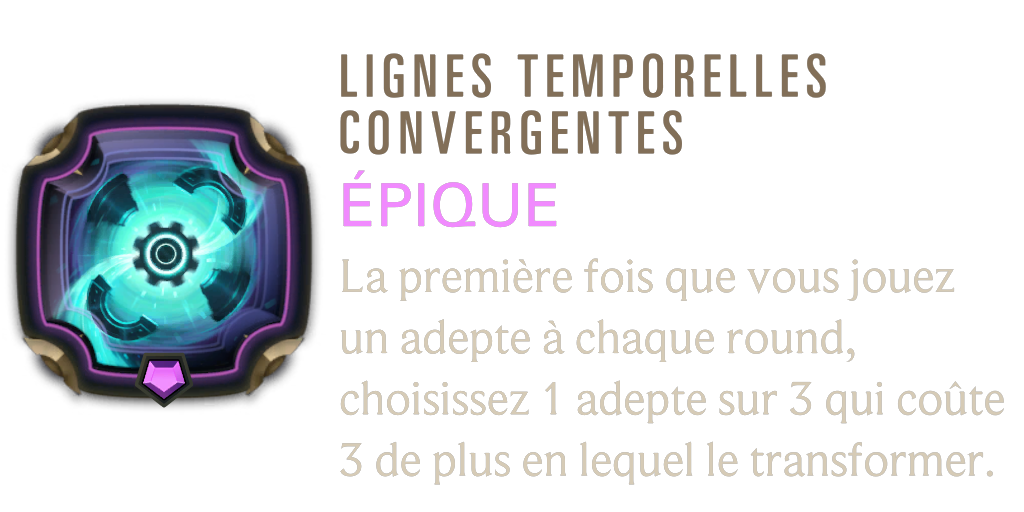 LIGNES TEMPORELLES
CONVERGENTES
ÉPIQUE
La première fois que vous jouez
un adepte à chaque round,
choisissez 1 adepte sur 3 qui coûte
3 de plus en lequel le transformer.